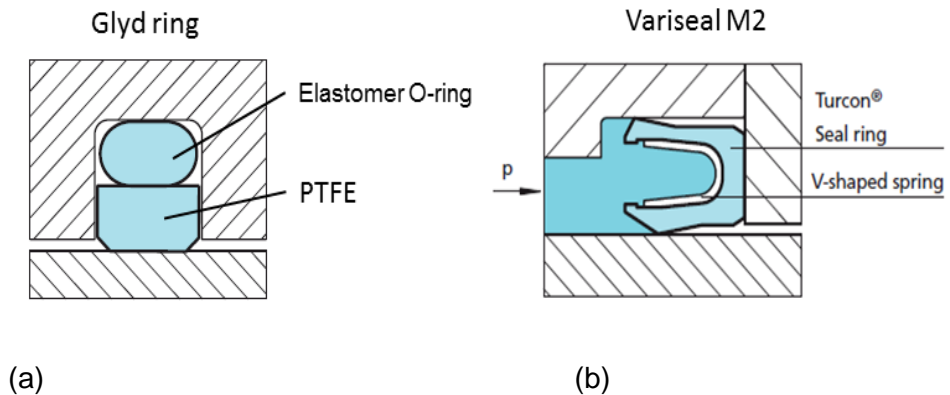 Glyd ring
Variseal M2
Elastomer O-ring
PTFE
Turcon®
Seal ring
V-shaped spring
p
(a)
(b)